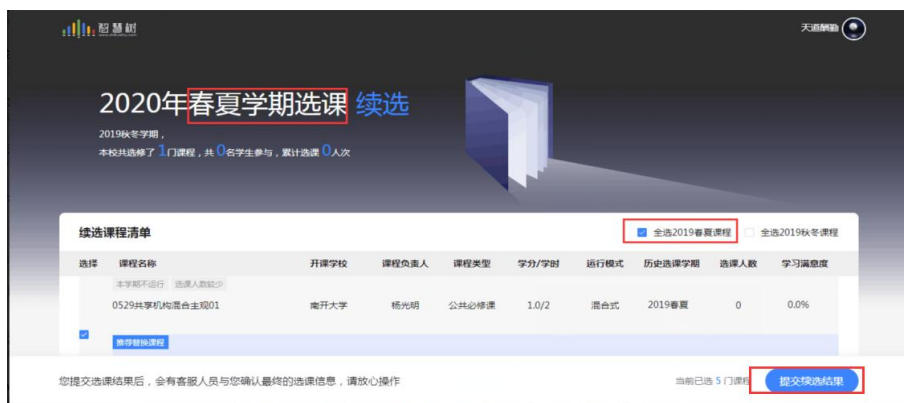 智慧树
天道酬勤
2020年春夏学期选课 续选
2019秋冬学期，
本校共选修了 1门课程，共 0名学生参与，累计选课 0人次
续选课程清单
全选2019春夏课程 全选2019秋冬课程
选择 课程名称 开课学校 课程负责人 课程类型 学分/学时 运行模式 历史选课学期 选课人数 学习满意度
本学期不运行 选课人数较少
0529共享机构混合主观01 南开大学 杨光明 公共必修课 1.0/2 混合式 2019春夏 0 0.0%
推荐替换课程
您提交选课结果后，会有客服人员与您确认最终的选课信息，请放心操作 当前已选 5 门课程 提交续选结果